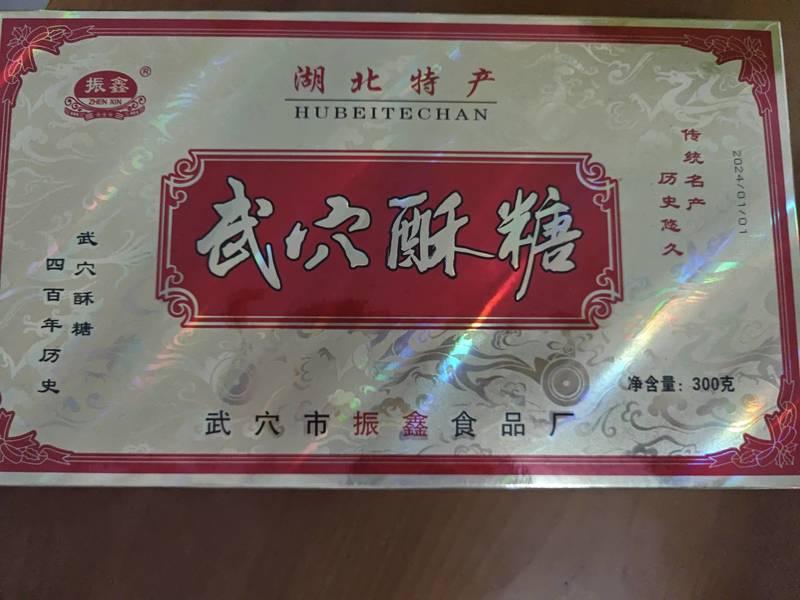 振鑫
ZHEN XIN
®
湖北特产
HUBEITECHAN
传统名产
历史悠久
2024/01/01
武穴酥糖
武穴酥糖
四百年历史
净含量：300克
武穴市振鑫食品厂